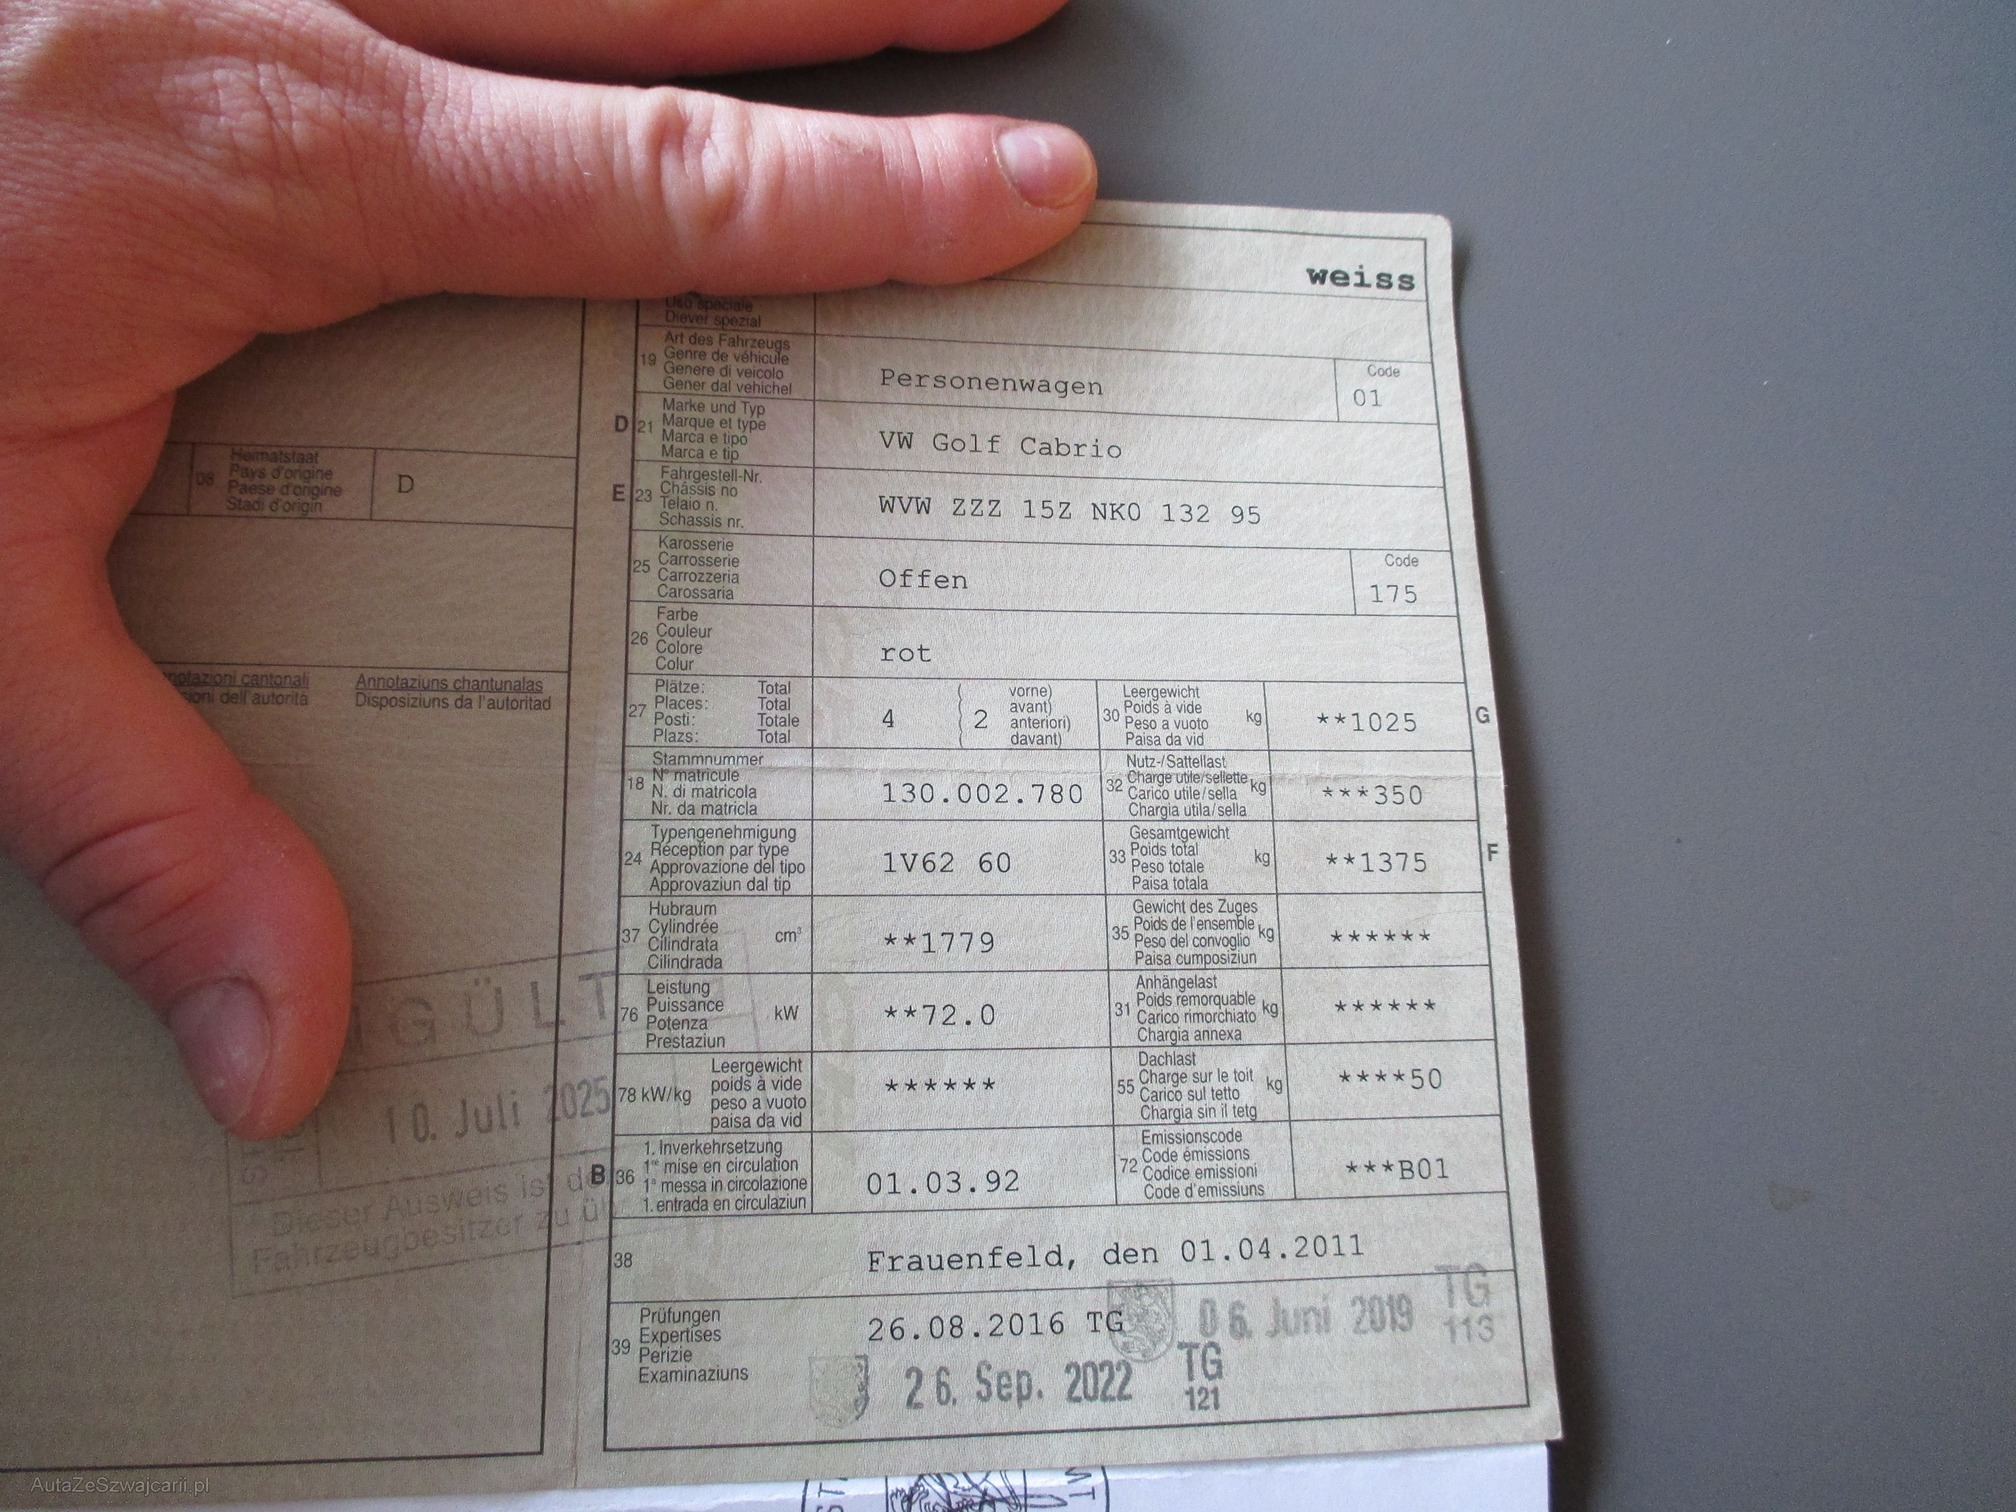 weiss
Uso speciale
Diever spezial
19
Art des Fahrzeugs
Genre de véhicule
Genere di veicolo
Gener dal vehichel
Personenwagen
Code
01
D 21
Marke und Typ
Marque et type
Marca e tipo
Marca e tip
VW Golf Cabrio
E 23
Fahrgestell-Nr.
Châssis no
Telaio n.
Schassis nr.
WVW ZZZ 15Z NK0 132 95
25
Karosserie
Carrosserie
Carrozzeria
Carossaria
Offen
Code
175
26
Farbe
Couleur
Colore
Colur
rot
27
Plätze: Total
Places: Total
Posti: Totale
Plazs: Total
4
2
vorne)
avant)
anteriori)
davant)
30
Leergewicht
Poids à vide
Peso a vuoto
Paisa da vid
kg
**1025
G
18
Stammnummer
N° matricule
N. di matricola
Nr. da matricla
130.002.780
32
Nutz-/Sattellast
Charge utile/sellette
Carico utile/sella
Chargia utila/sella
kg
***350
24
Typengenehmigung
Réception par type
Approvazione del tipo
Approvaziun dal tip
1V62 60
33
Gesamtgewicht
Poids total
Peso totale
Paisa totala
kg
**1375
F
37
Hubraum
Cylindrée
Cilindrata
Cilindrada
cm³
**1779
35
Gewicht des Zuges
Poids de l'ensemble
Peso del convoglio
Paisa cumposiziun
kg
******
76
Leistung
Puissance
Potenza
Prestaziun
kW
**72.0
31
Anhängelast
Poids remorquable
Carico rimorchiato
Chargia annexa
kg
******
78 kW/kg
Leergewicht
poids à vide
peso a vuoto
paisa da vid
******
55
Dachlast
Charge sur le toit
Carico sul tetto
Chargia sin il tetg
kg
****50
B 36
1. Inverkehrsetzung
1re mise en circulation
1a messa in circolazione
1. entrada en circulaziun
01.03.92
72
Emissionscode
Code émissions
Codice emissioni
Code d'emissiuns
***B01
38
Frauenfeld, den 01.04.2011
39
Prüfungen
Expertises
Perizie
Examinaziuns
26.08.2016 TG
06. Juni 2019
TG
113
26. Sep. 2022
TG
121
08
Heimatstaat
Pays d'origine
Paese d'origine
Stadi d'origin
D
notazioni cantonali
sioni dell'autorità
Annotaziuns chantunalas
Disposiziuns da l'autoritad
GÜLT
10. Juli 2025
Dieser Ausweis ist de
Fahrzeugbesitzer zu üb
AutaZeSzwajcarii.pl